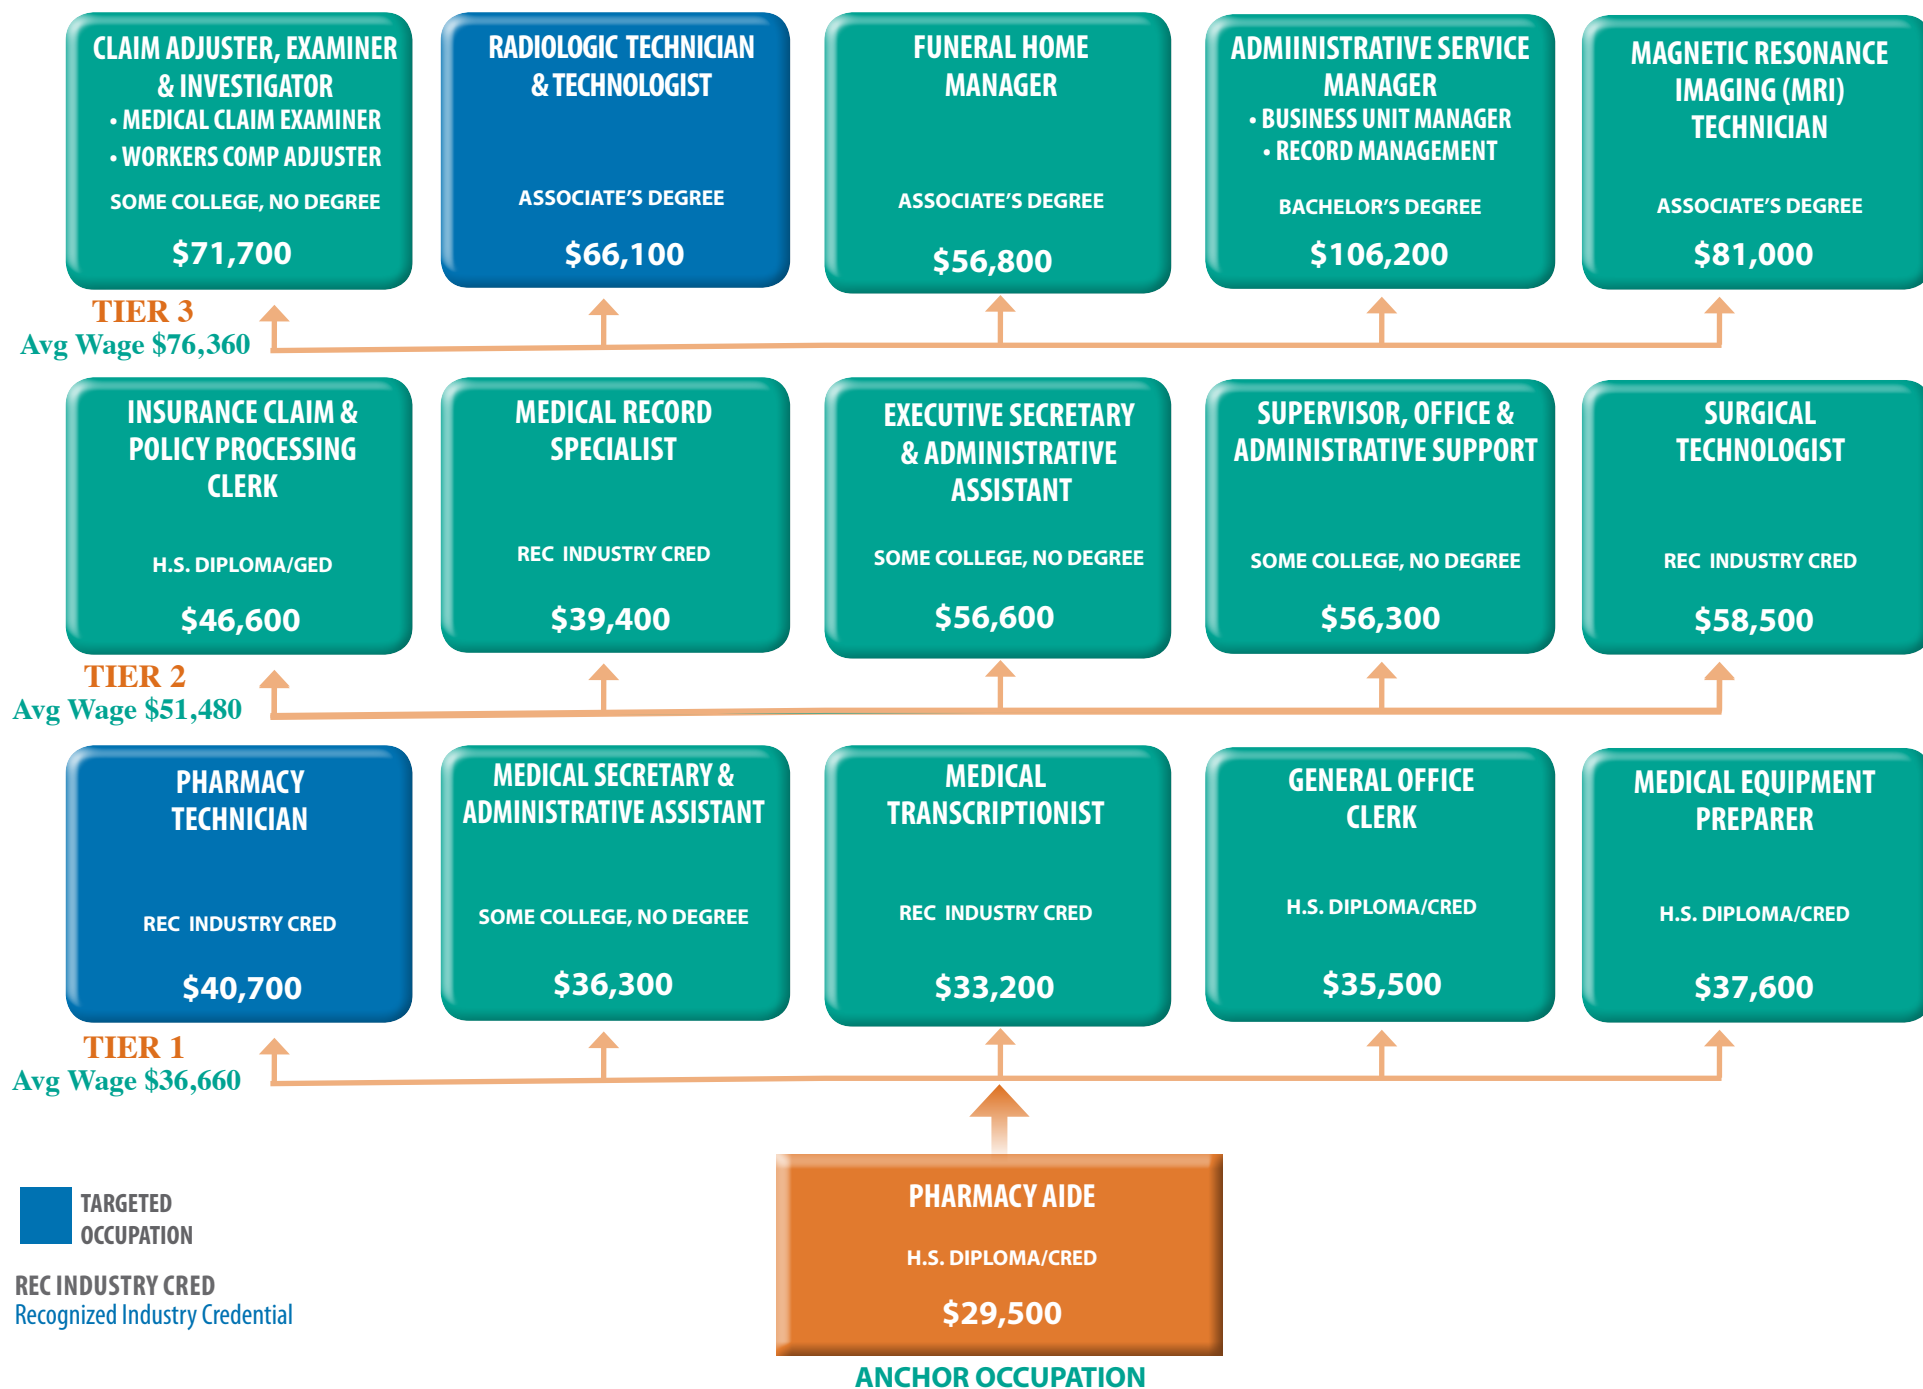 CLAIM ADJUSTER, EXAMINER
& INVESTIGATOR
• MEDICAL CLAIM EXAMINER
• WORKERS COMP ADJUSTER
SOME COLLEGE, NO DEGREE
$71,700
RADIOLOGIC TECHNICIAN
& TECHNOLOGIST
ASSOCIATE'S DEGREE
$66,100
FUNERAL HOME
MANAGER
ASSOCIATE'S DEGREE
$56,800
ADMIINISTRATIVE SERVICE
MANAGER
• BUSINESS UNIT MANAGER
• RECORD MANAGEMENT
BACHELOR'S DEGREE
$106,200
MAGNETIC RESONANCE
IMAGING (MRI)
TECHNICIAN
ASSOCIATE'S DEGREE
$81,000
TIER 3
Avg Wage $76,360
INSURANCE CLAIM &
POLICY PROCESSING
CLERK
H.S. DIPLOMA/GED
$46,600
MEDICAL RECORD
SPECIALIST
REC INDUSTRY CRED
$39,400
EXECUTIVE SECRETARY
& ADMINISTRATIVE
ASSISTANT
SOME COLLEGE, NO DEGREE
$56,600
SUPERVISOR, OFFICE &
ADMINISTRATIVE SUPPORT
SOME COLLEGE, NO DEGREE
$56,300
SURGICAL
TECHNOLOGIST
REC INDUSTRY CRED
$58,500
TIER 2
Avg Wage $51,480
PHARMACY
TECHNICIAN
REC INDUSTRY CRED
$40,700
MEDICAL SECRETARY &
ADMINISTRATIVE ASSISTANT
SOME COLLEGE, NO DEGREE
$36,300
MEDICAL
TRANSCRIPTIONIST
REC INDUSTRY CRED
$33,200
GENERAL OFFICE
CLERK
H.S. DIPLOMA/CRED
$35,500
MEDICAL EQUIPMENT
PREPARER
H.S. DIPLOMA/CRED
$37,600
TIER 1
Avg Wage $36,660
PHARMACY AIDE
H.S. DIPLOMA/CRED
$29,500
ANCHOR OCCUPATION
TARGETED
OCCUPATION
REC INDUSTRY CRED
Recognized Industry Credential